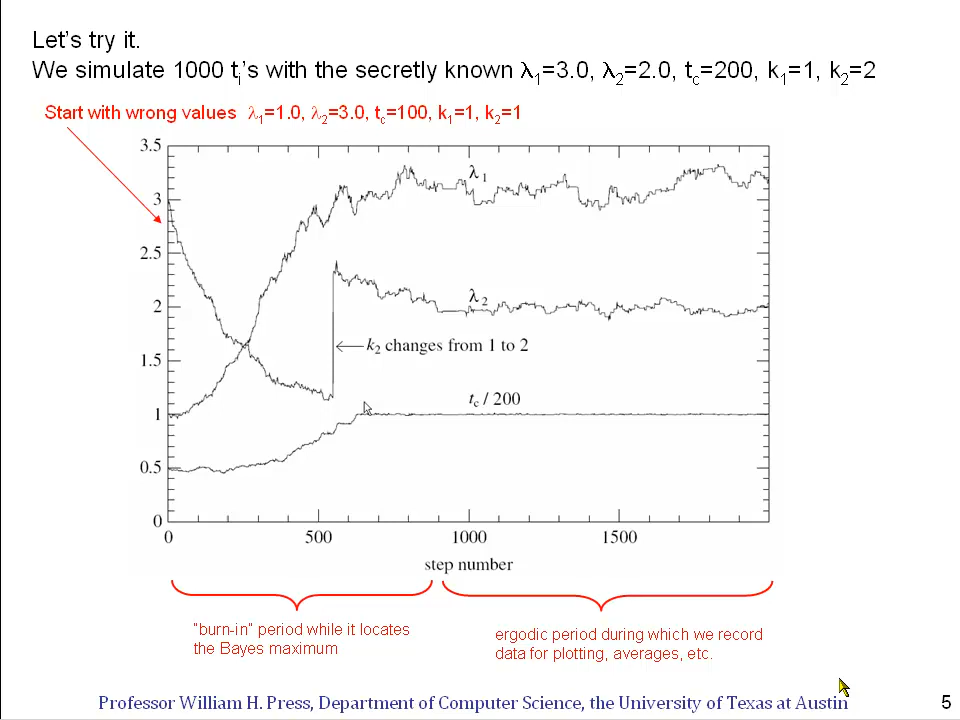 Let's try it.
We simulate 1000 tᵢ's with the secretly known λ₁=3.0, λ₂=2.0, t꜀=200, k₁=1, k₂=2
Start with wrong values λ₁=1.0, λ₂=3.0, t꜀=100, k₁=1, k₂=1
3.5
3
2.5
2
1.5
1
0.5
0
λ₁
λ₂
k₂ changes from 1 to 2
t꜀ / 200
0 500 1000 1500
step number
"burn-in" period while it locates
the Bayes maximum
ergodic period during which we record
data for plotting, averages, etc.
Professor William H. Press, Department of Computer Science, the University of Texas at Austin
5